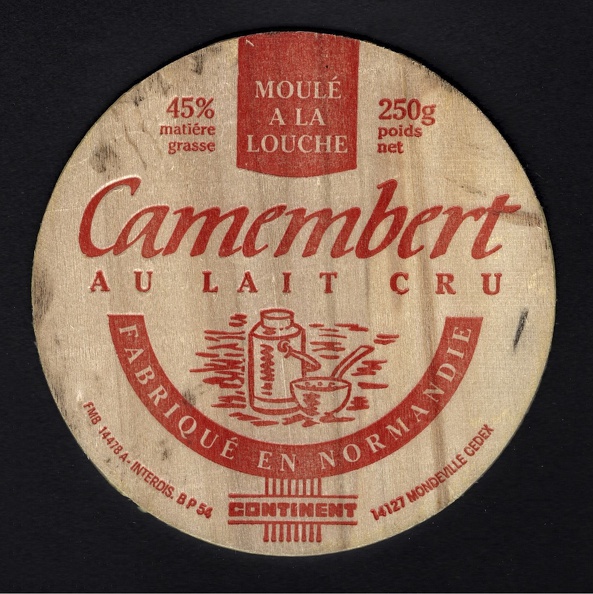 MOULÉ
A LA
LOUCHE
45%
matiére
grasse
250g
poids
net
Camembert
AU LAIT CRU
FABRIQUÉ EN NORMANDIE
FMB 14478 A - INTERDIS. B P 54
CONTINENT
14127 MONDEVILLE CEDEX